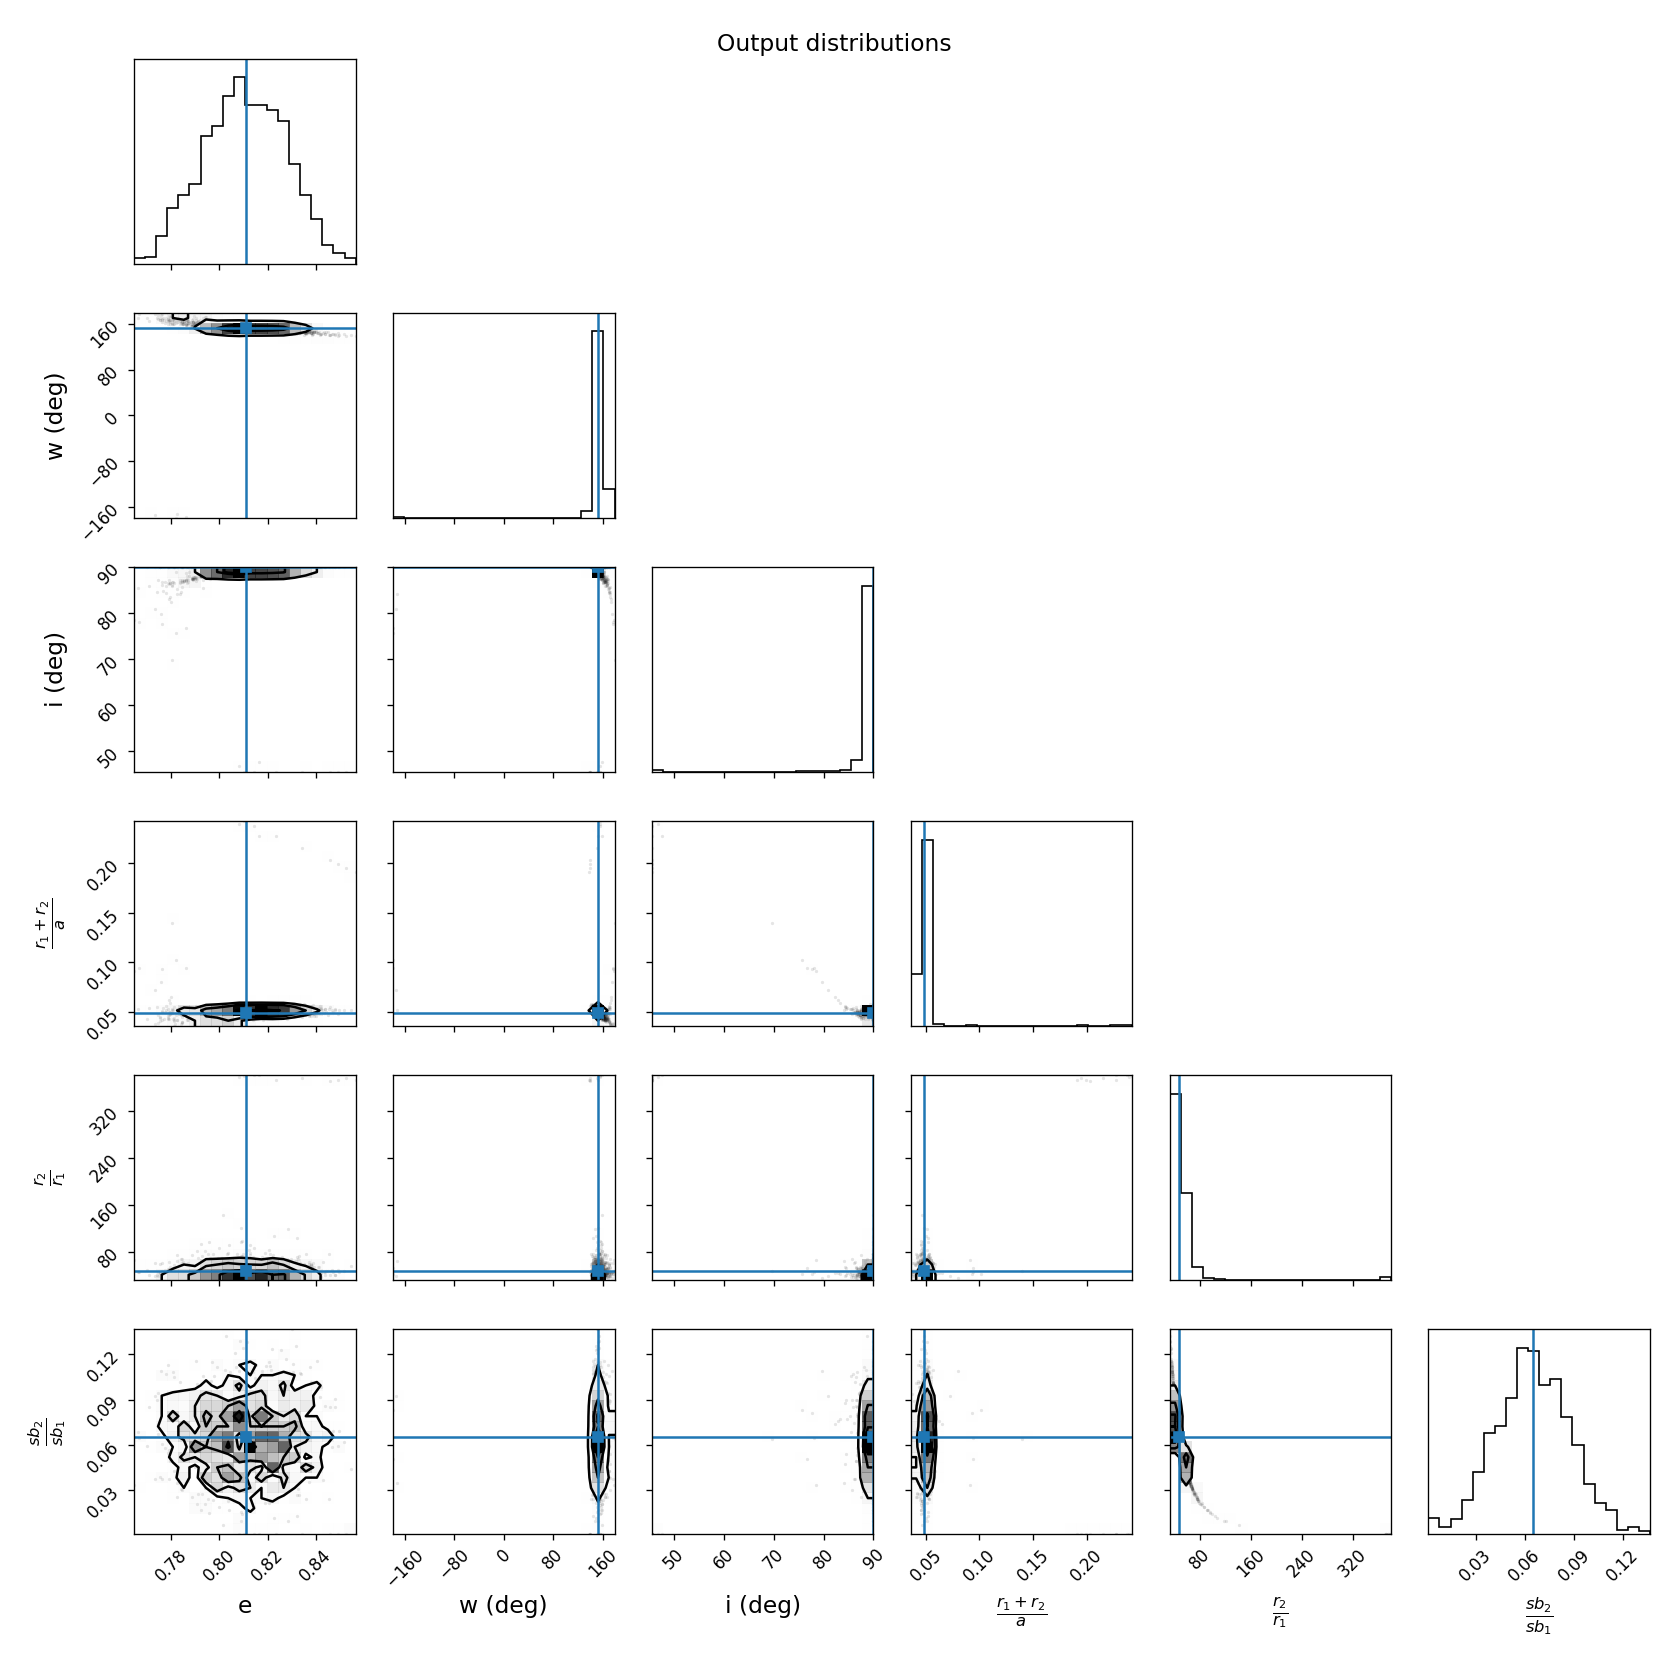 Output distributions
160
80
0
−80
−160
w (deg)
90
80
70
60
50
i (deg)
0.20
0.15
0.10
0.05
r₁ + r₂
a
320
240
160
80
r₂
r₁
0.12
0.09
0.06
0.03
sb₂
sb₁
0.78 0.80 0.82 0.84 −160 −80 0 80 160 50 60 70 80 90 0.05 0.10 0.15 0.20 80 160 240 320 0.03 0.06 0.09 0.12
e w (deg) i (deg) r₁ + r₂ r₂ sb₂
a r₁ sb₁